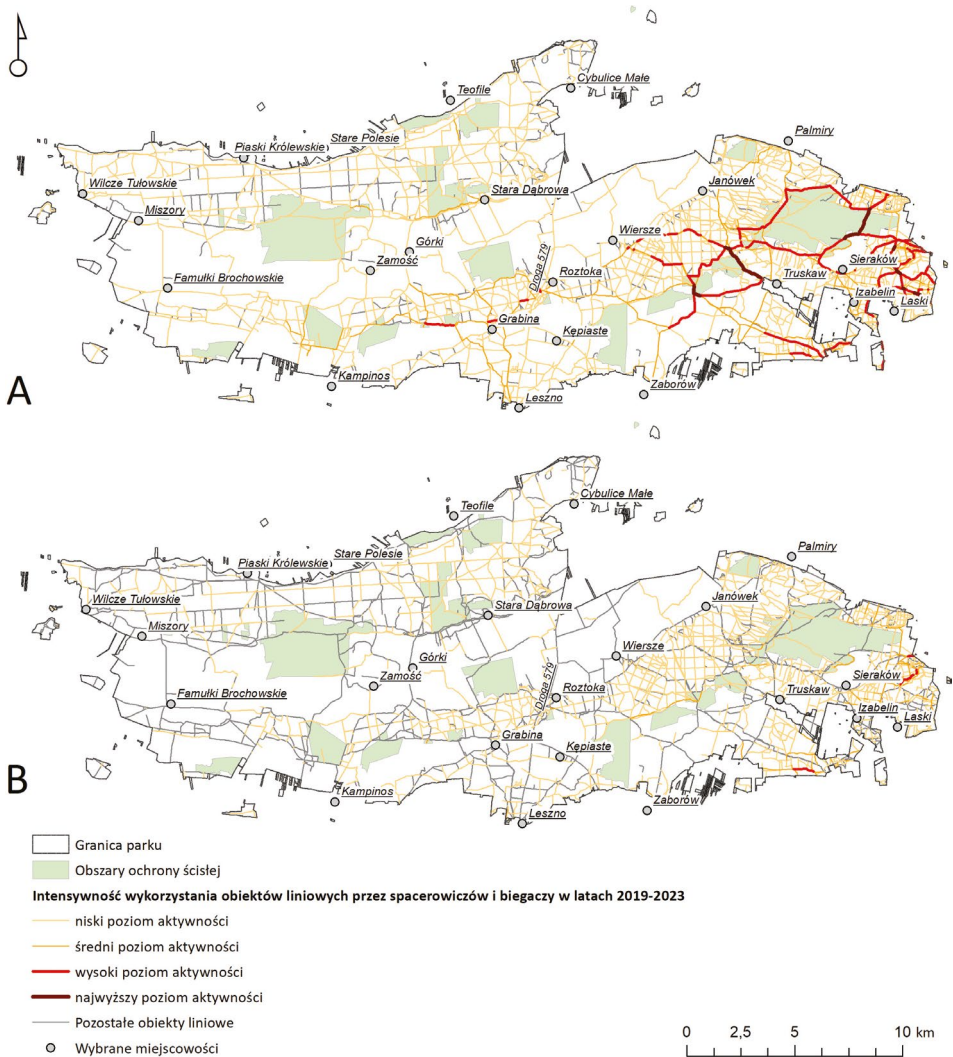 Cybulice Małe
Teofile
Palmiry
Stare Polesie
Piaski Królewskie
Wilcze Tułowskie
Janówek
Stara Dąbrowa
Miszory
Wiersze
Górki
Zamość
Sieraków
Famułki Brochowskie
Droga 579
Roztoka
Truskaw
Izabelin
Laski
Grabina
Kępiaste
A
Kampinos
Zaborów
Leszno
Cybulice Małe
Teofile
Palmiry
Stare Polesie
Piaski Królewskie
Wilcze Tułowskie
Janówek
Stara Dąbrowa
Miszory
Wiersze
Górki
Zamość
Sieraków
Famułki Brochowskie
Droga 579
Roztoka
Truskaw
Izabelin
Laski
Grabina
Kępiaste
B
Kampinos
Zaborów
Leszno
Granica parku
Obszary ochrony ścisłej
Intensywność wykorzystania obiektów liniowych przez spacerowiczów i biegaczy w latach 2019-2023
niski poziom aktywności
średni poziom aktywności
wysoki poziom aktywności
najwyższy poziom aktywności
Pozostałe obiekty liniowe
Wybrane miejscowości
0 2,5 5 10 km